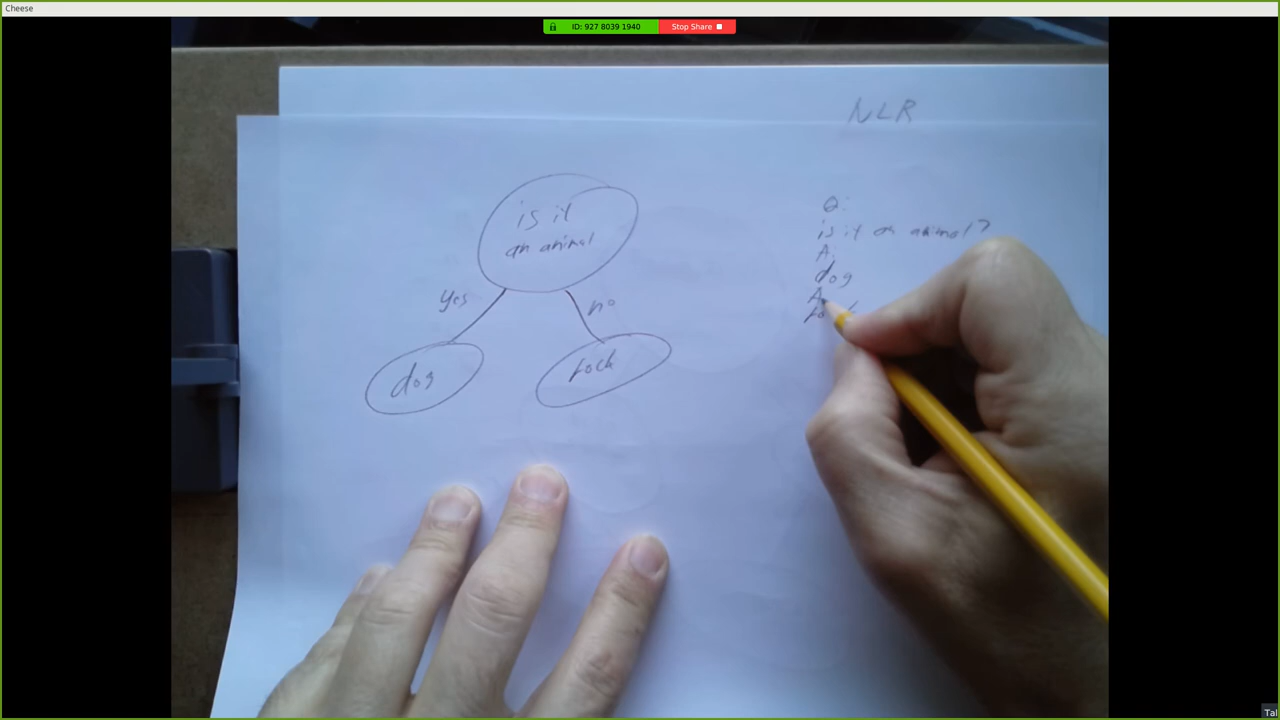 Cheese
ID: 927 8039 1940
Stop Share
NLR
is it
an animal
yes
no
dog
rock
Q:
is it an animal?
A:
dog
A